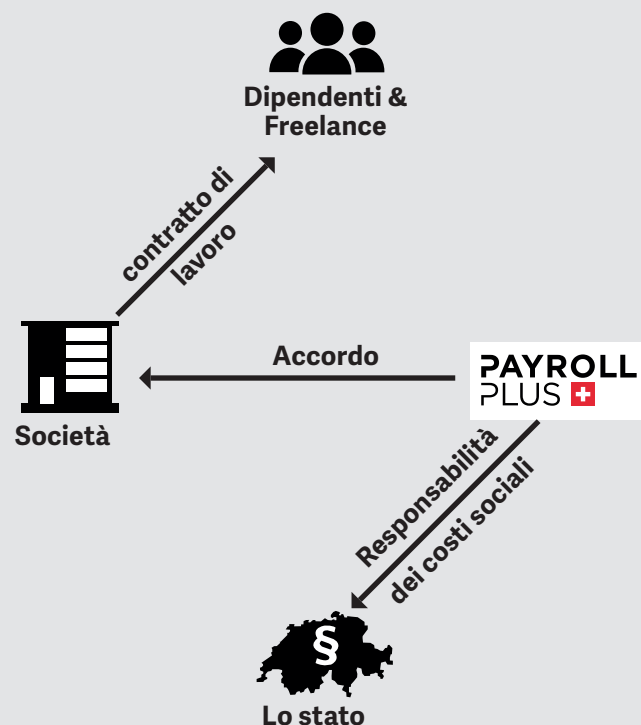 Dipendenti &
Freelance
contratto di
lavoro
Accordo
PAYROLL
PLUS
Società
Responsabilità
dei costi sociali
§
Lo stato